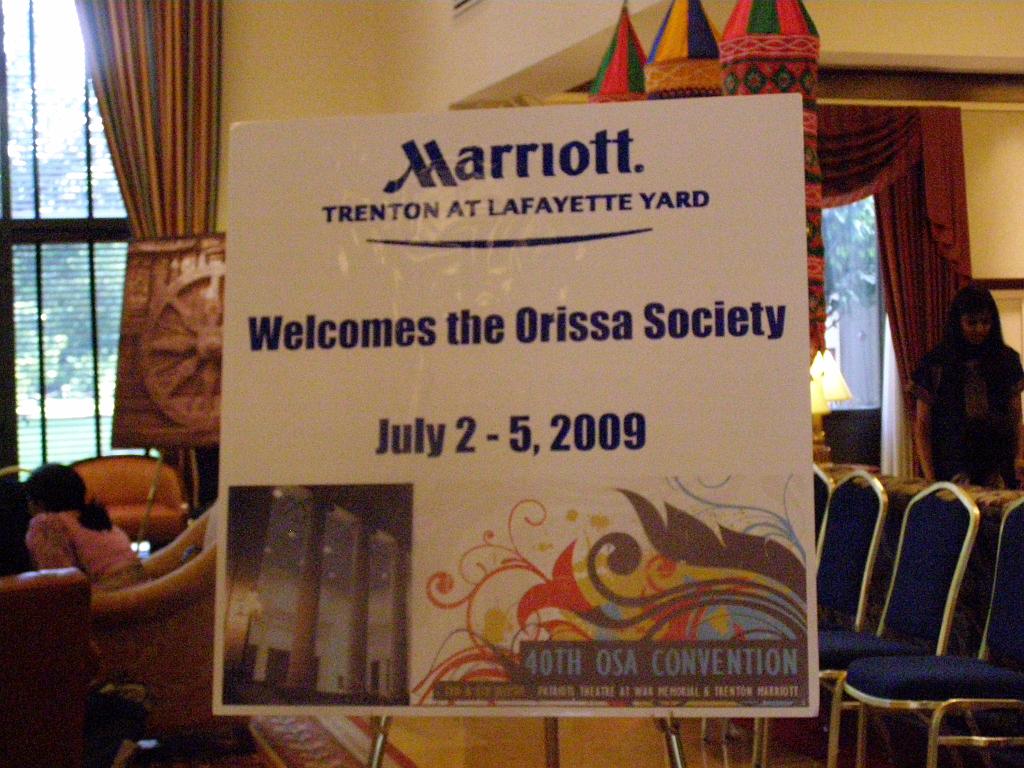 Marriott.
TRENTON AT LAFAYETTE YARD
Welcomes the Orissa Society
July 2 - 5, 2009
40TH OSA CONVENTION
PATRIOTS THEATRE AT WAR MEMORIAL & TRENTON MARRIOTT